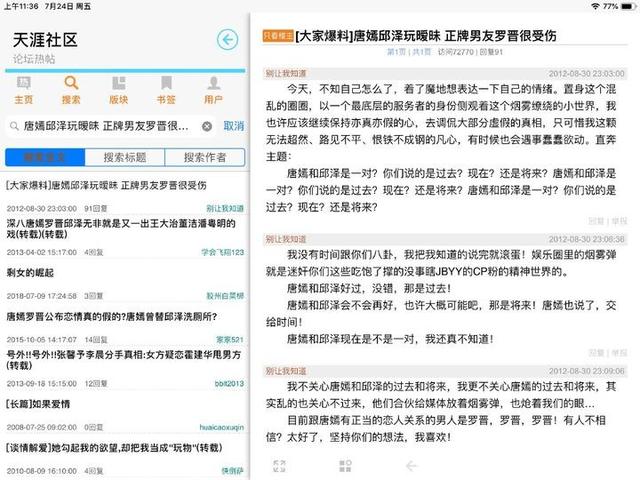 上午11:36 7月24日 周五
77%
天涯社区
论坛热帖
主页 搜索 版块 书签 用户
唐嫣邱泽玩暧昧 正牌男友罗晋很... 取消
搜索全文 搜索标题 搜索作者
[大家爆料]唐嫣邱泽玩暧昧 正牌男友罗晋很受伤
2012-08-30 23:03:00 91回复 别让我知道
深八唐嫣罗晋邱泽无非就是又一出王大治董洁潘粤明的
戏(转载)(转载)
2013-04-02 15:17:00 4回复 学会飞翔123
剩女的崛起
2018-07-09 17:24:58 3回复 胶州白菜梆
唐嫣罗晋公布恋情真的假的?唐嫣曾替邱泽洗厕所?
2015-10-05 14:17:07 5回复 家家521
号外!!号外!!张馨予李晨分手真相:女方疑恋霍建华甩男方
(转载)
2013-09-18 15:15:00 12回复 bblt2013
[长篇]如果爱情
2008-07-25 09:02:00 0回复 huaicaoxuqin
[谈情解爱]她勾起我的欲望,却把我当成"玩物"(转载)
2010-08-09 16:10:00 4回复 快倒萨
只看楼主 [大家爆料]唐嫣邱泽玩暧昧 正牌男友罗晋很受伤
第1页 | 共1页 访问72770 | 回复91
别让我知道 2012-08-30 23:03:00
今天，不知自己怎么了，着了魔地想表达一下自己的情绪。置身这个混
乱的圈圈，以一个最底层的服务者的身份侧观着这个烟雾缭绕的小世界，我
也许应该继续保持亦真亦假的心，去调侃大部分虚假的真相，只可惜我这颗
无法超然、路见不平、恨铁不成钢的凡心，有时候也会遇事蠢蠢欲动。直奔
主题：
唐嫣和邱泽是一对？你们说的是过去？现在？还是将来？唐嫣和邱泽是
一对？你们说的是过去？现在？还是将来？唐嫣和邱泽是一对？你们说的是
过去？现在？还是将来？
回复 | 举报
别让我知道 2012-08-30 23:06:38
我没有时间跟你们八卦，我把我知道的说完就滚蛋！娱乐圈里的烟雾弹
就是迷奸你们这些吃饱了撑的没事瞎JBYY的CP粉的精神世界的。
唐嫣和邱泽好过，没错，那是过去！
唐嫣和邱泽会不会再好，也许大概可能吧，那是将来！唐嫣也说了，交
给时间！
唐嫣和邱泽现在是不是一对，我还真不知道！
回复 | 举报
别让我知道 2012-08-30 23:09:06
我不关心唐嫣和邱泽的过去和将来，我更不关心唐嫣的过去和将来，其
实乱的也关心不过来，他们合伙给媒体放着烟雾弹，也炝着我们的眼...
目前跟唐嫣有正当的恋人关系的男人是罗晋，罗晋，罗晋！有人不相
信？太好了，坚持你们的想法，我喜欢！